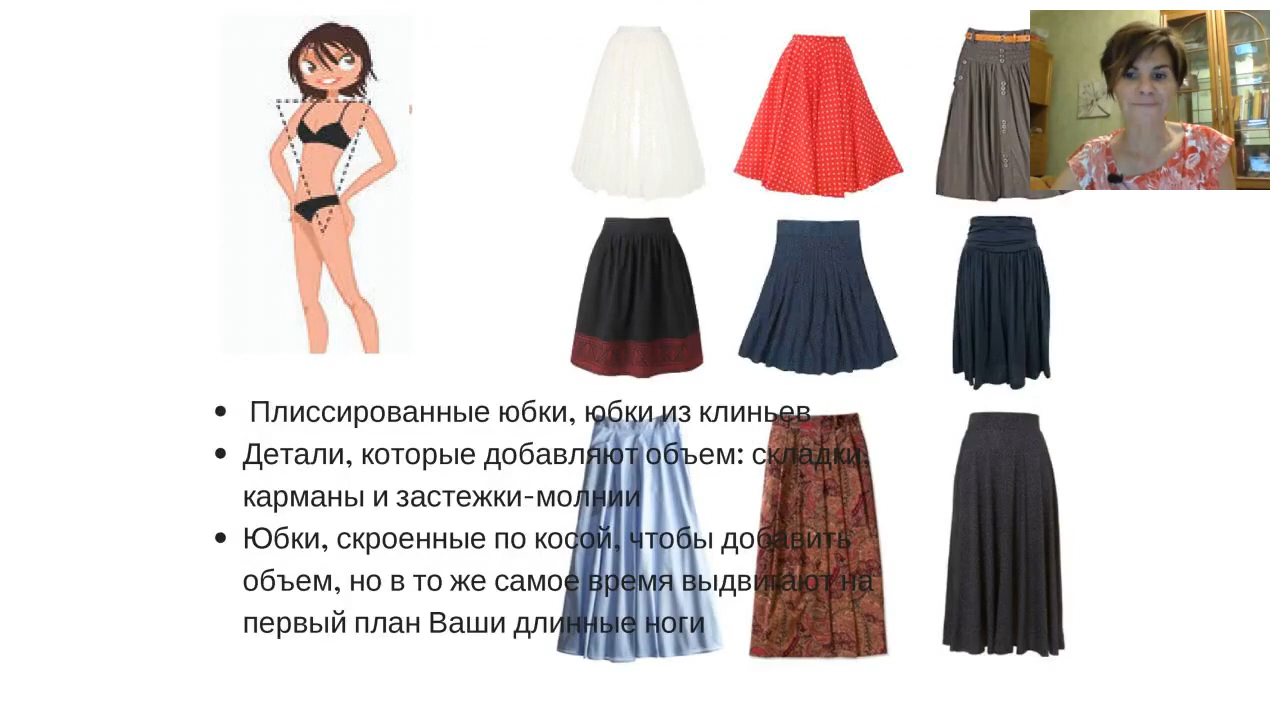 Плиссированные юбки, юбки из клиньев
Детали, которые добавляют объем: складки,
карманы и застежки-молнии
Юбки, скроенные по косой, чтобы добавить
объем, но в то же самое время выдвигают на
первый план Ваши длинные ноги